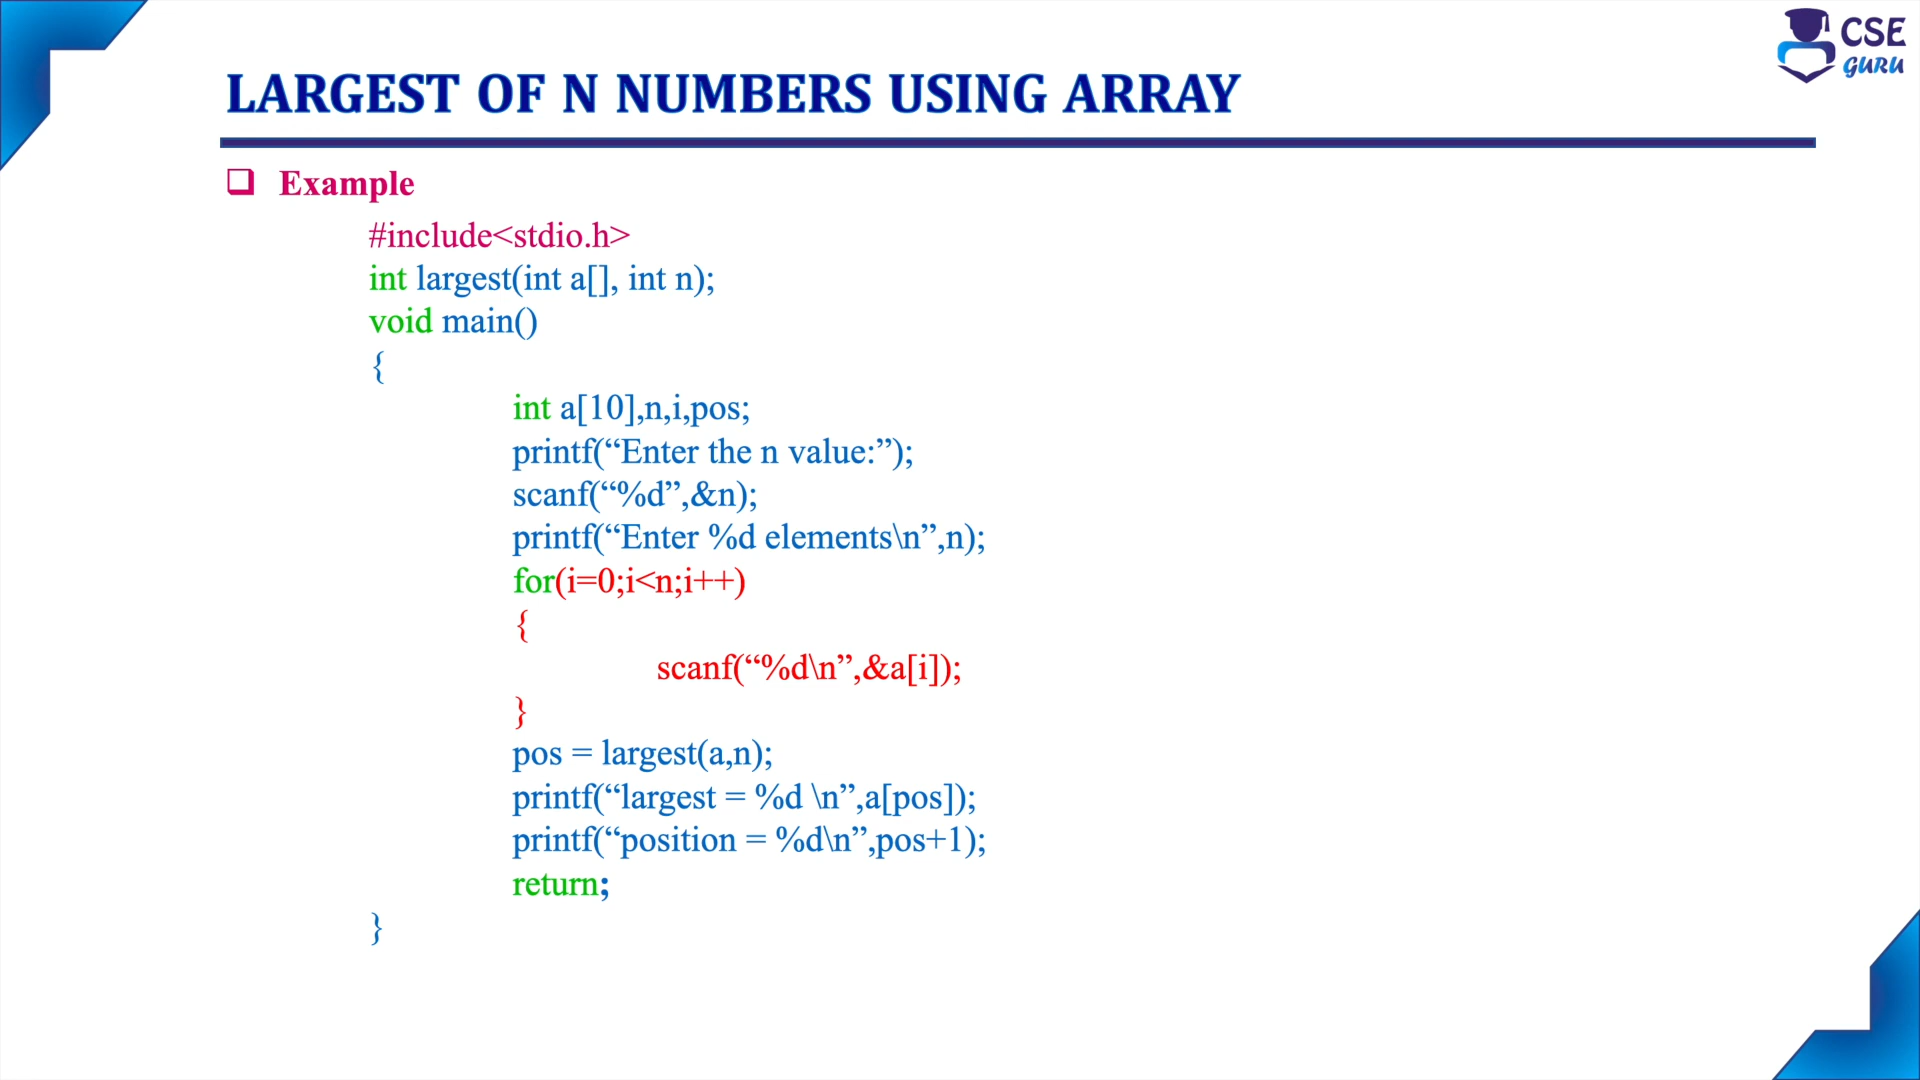 CSE
GURU
LARGEST OF N NUMBERS USING ARRAY
Example
#include<stdio.h>
int largest(int a[], int n);
void main()
{
int a[10],n,i,pos;
printf(“Enter the n value:”);
scanf(“%d”,&n);
printf(“Enter %d elements\n”,n);
for(i=0;i<n;i++)
{
scanf(“%d\n”,&a[i]);
}
pos = largest(a,n);
printf(“largest = %d \n”,a[pos]);
printf(“position = %d\n”,pos+1);
return;
}